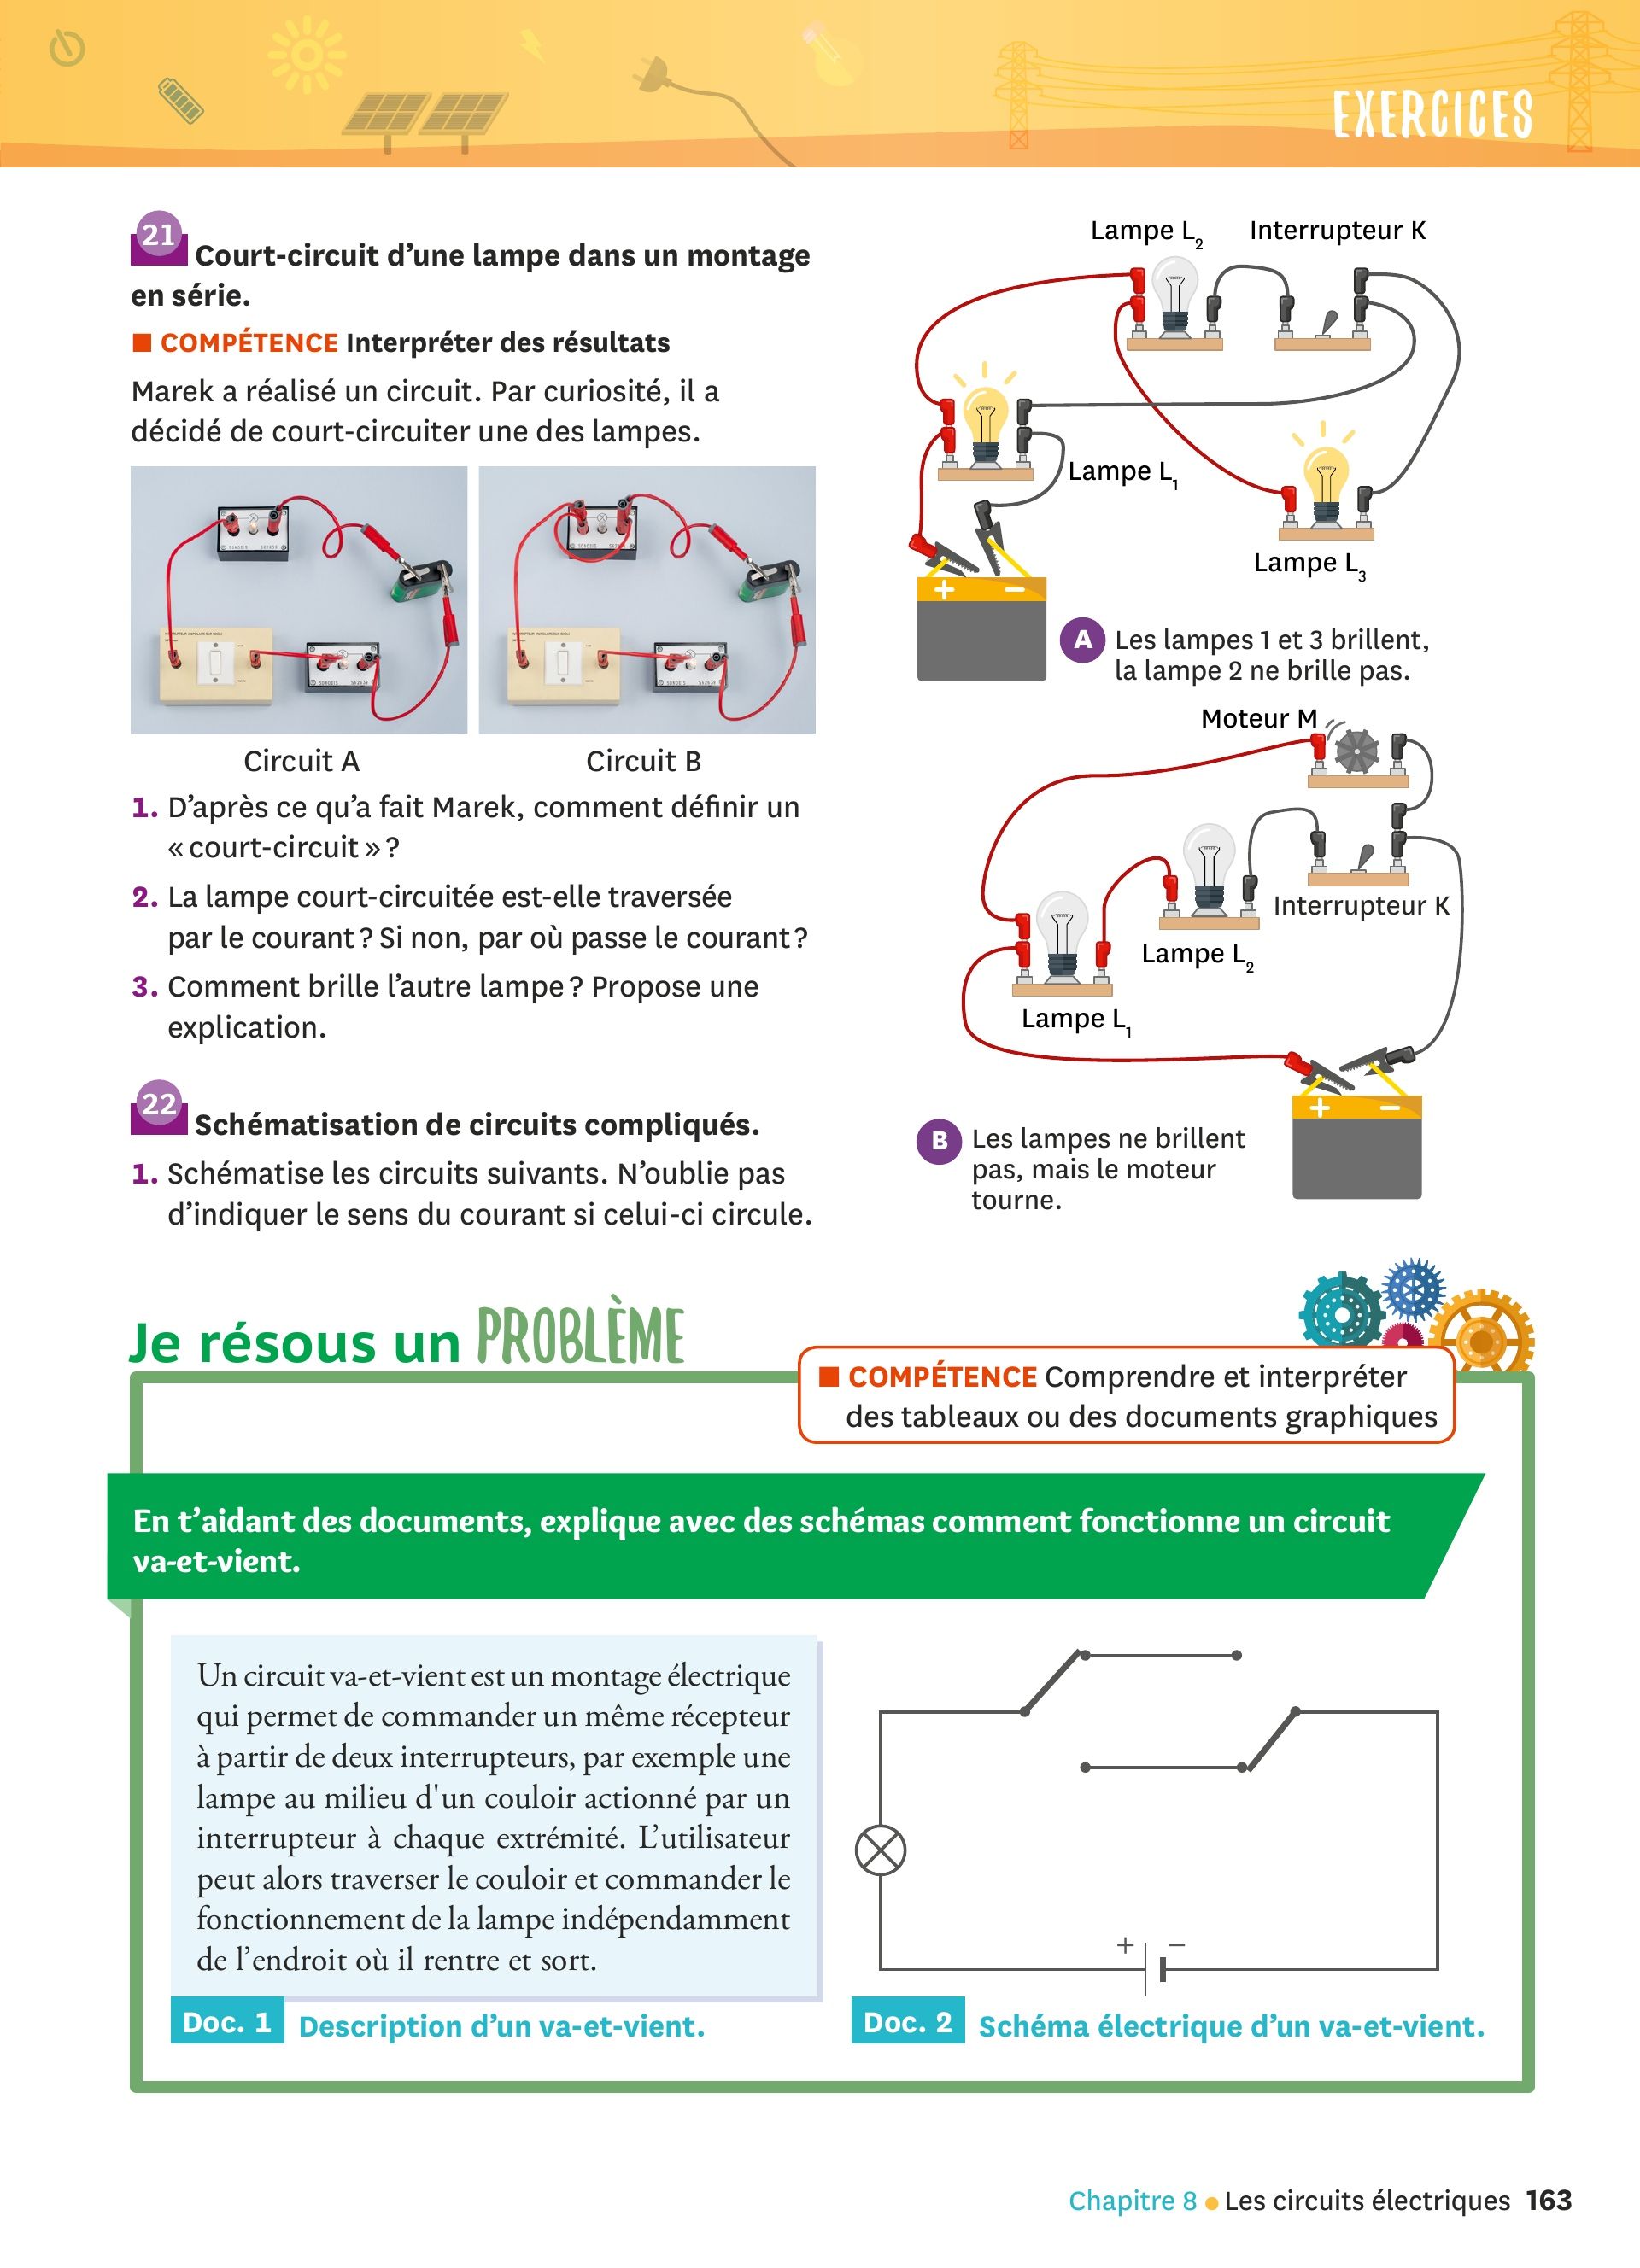 EXERCICES
21 Court-circuit d’une lampe dans un montage
en série.
■ COMPÉTENCE Interpréter des résultats
Marek a réalisé un circuit. Par curiosité, il a
décidé de court-circuiter une des lampes.
Circuit A
Circuit B
1. D’après ce qu’a fait Marek, comment définir un
« court-circuit » ?
2. La lampe court-circuitée est-elle traversée
par le courant ? Si non, par où passe le courant ?
3. Comment brille l’autre lampe ? Propose une
explication.
22 Schématisation de circuits compliqués.
1. Schématise les circuits suivants. N’oublie pas
d’indiquer le sens du courant si celui-ci circule.
Lampe L2
Interrupteur K
Lampe L1
Lampe L3
+ −
A Les lampes 1 et 3 brillent,
la lampe 2 ne brille pas.
Moteur M
Interrupteur K
Lampe L2
Lampe L1
+ −
B Les lampes ne brillent
pas, mais le moteur
tourne.
Je résous un PROBLÈME
■ COMPÉTENCE Comprendre et interpréter
des tableaux ou des documents graphiques
En t’aidant des documents, explique avec des schémas comment fonctionne un circuit
va-et-vient.
Un circuit va-et-vient est un montage électrique
qui permet de commander un même récepteur
à partir de deux interrupteurs, par exemple une
lampe au milieu d'un couloir actionné par un
interrupteur à chaque extrémité. L’utilisateur
peut alors traverser le couloir et commander le
fonctionnement de la lampe indépendamment
de l’endroit où il rentre et sort.
Doc. 1 Description d’un va-et-vient.
+ −
Doc. 2 Schéma électrique d’un va-et-vient.
Chapitre 8 • Les circuits électriques 163